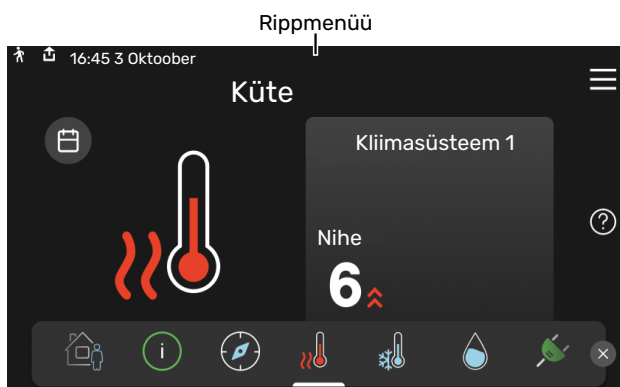 Rippmenüü
16:45 3 Oktoober
Küte
Kliimasüsteem 1
Nihe
6